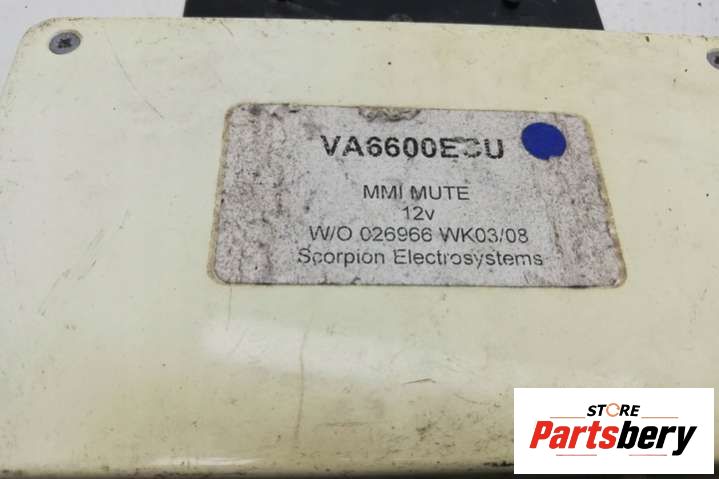 VA6600ECU
MMI MUTE
12v
W/O 026966 WK03/08
Scorpion Electrosystems
STORE
Partsbery